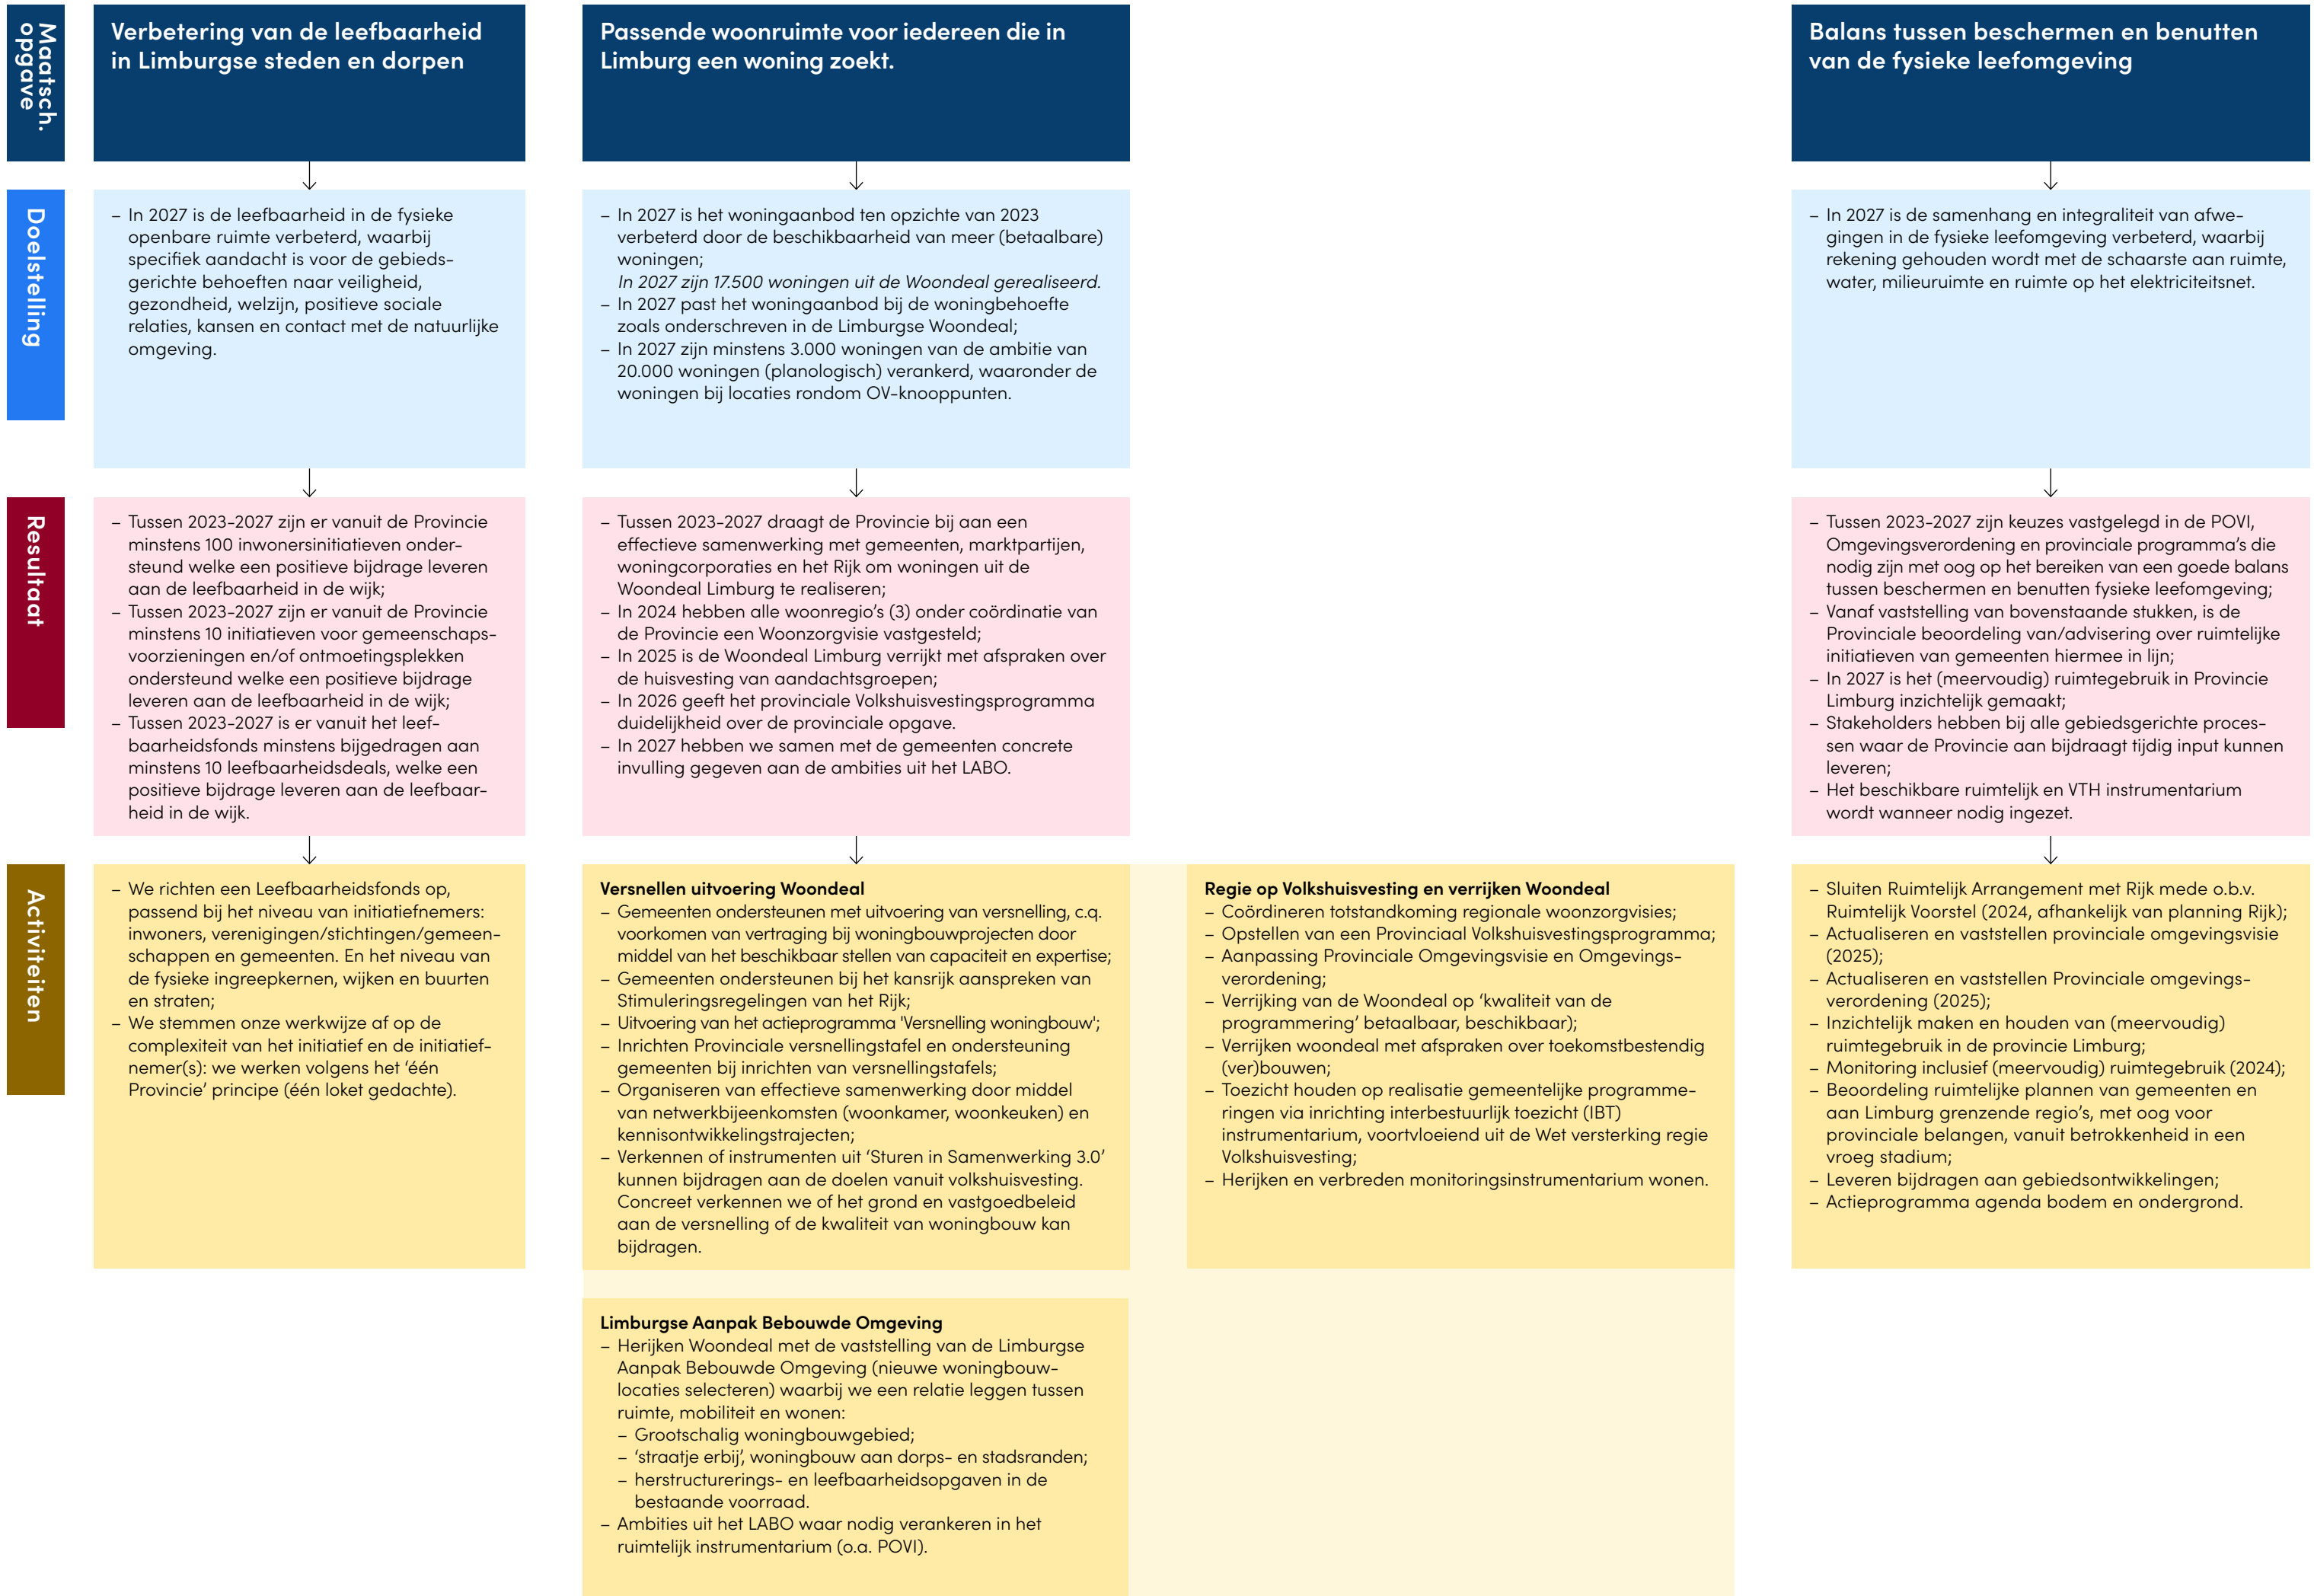 Maatsch.
opgave
Verbetering van de leefbaarheid
in Limburgse steden en dorpen
Passende woonruimte voor iedereen die in
Limburg een woning zoekt.
Balans tussen beschermen en benutten
van de fysieke leefomgeving
Doelstelling
– In 2027 is de leefbaarheid in de fysieke
openbare ruimte verbeterd, waarbij
specifiek aandacht is voor de gebieds-
gerichte behoeften naar veiligheid,
gezondheid, welzijn, positieve sociale
relaties, kansen en contact met de natuurlijke
omgeving.
– In 2027 is het woningaanbod ten opzichte van 2023
verbeterd door de beschikbaarheid van meer (betaalbare)
woningen;
In 2027 zijn 17.500 woningen uit de Woondeal gerealiseerd.
– In 2027 past het woningaanbod bij de woningbehoefte
zoals onderschreven in de Limburgse Woondeal;
– In 2027 zijn minstens 3.000 woningen van de ambitie van
20.000 woningen (planologisch) verankerd, waaronder de
woningen bij locaties rondom OV-knooppunten.
– In 2027 is de samenhang en integraliteit van afwe-
gingen in de fysieke leefomgeving verbeterd, waarbij
rekening gehouden wordt met de schaarste aan ruimte,
water, milieuruimte en ruimte op het elektriciteitsnet.
Resultaat
– Tussen 2023-2027 zijn er vanuit de Provincie
minstens 100 inwonersinitiatieven onder-
steund welke een positieve bijdrage leveren
aan de leefbaarheid in de wijk;
– Tussen 2023-2027 zijn er vanuit de Provincie
minstens 10 initiatieven voor gemeenschaps-
voorzieningen en/of ontmoetingsplekken
ondersteund welke een positieve bijdrage
leveren aan de leefbaarheid in de wijk;
– Tussen 2023-2027 is er vanuit het leef-
baarheidsfonds minstens bijgedragen aan
minstens 10 leefbaarheidsdeals, welke een
positieve bijdrage leveren aan de leefbaar-
heid in de wijk.
– Tussen 2023-2027 draagt de Provincie bij aan een
effectieve samenwerking met gemeenten, marktpartijen,
woningcorporaties en het Rijk om woningen uit de
Woondeal Limburg te realiseren;
– In 2024 hebben alle woonregio's (3) onder coördinatie van
de Provincie een Woonzorgvisie vastgesteld;
– In 2025 is de Woondeal Limburg verrijkt met afspraken over
de huisvesting van aandachtsgroepen;
– In 2026 geeft het provinciale Volkshuisvestingsprogramma
duidelijkheid over de provinciale opgave.
– In 2027 hebben we samen met de gemeenten concrete
invulling gegeven aan de ambities uit het LABO.
– Tussen 2023-2027 zijn keuzes vastgelegd in de POVI,
Omgevingsverordening en provinciale programma's die
nodig zijn met oog op het bereiken van een goede balans
tussen beschermen en benutten fysieke leefomgeving;
– Vanaf vaststelling van bovenstaande stukken, is de
Provinciale beoordeling van/advisering over ruimtelijke
initiatieven van gemeenten hiermee in lijn;
– In 2027 is het (meervoudig) ruimtegebruik in Provincie
Limburg inzichtelijk gemaakt;
– Stakeholders hebben bij alle gebiedsgerichte proces-
sen waar de Provincie aan bijdraagt tijdig input kunnen
leveren;
– Het beschikbare ruimtelijk en VTH instrumentarium
wordt wanneer nodig ingezet.
Activiteiten
– We richten een Leefbaarheidsfonds op,
passend bij het niveau van initiatiefnemers:
inwoners, verenigingen/stichtingen/gemeen-
schappen en gemeenten. En het niveau van
de fysieke ingreepkernen, wijken en buurten
en straten;
– We stemmen onze werkwijze af op de
complexiteit van het initiatief en de initiatief-
nemer(s): we werken volgens het 'één
Provincie' principe (één loket gedachte).
Versnellen uitvoering Woondeal
– Gemeenten ondersteunen met uitvoering van versnelling, c.q.
voorkomen van vertraging bij woningbouwprojecten door
middel van het beschikbaar stellen van capaciteit en expertise;
– Gemeenten ondersteunen bij het kansrijk aanspreken van
Stimuleringsregelingen van het Rijk;
– Uitvoering van het actieprogramma 'Versnelling woningbouw';
– Inrichten Provinciale versnellingstafel en ondersteuning
gemeenten bij inrichten van versnellingstafels;
– Organiseren van effectieve samenwerking door middel
van netwerkbijeenkomsten (woonkamer, woonkeuken) en
kennisontwikkelingstrajecten;
– Verkennen of instrumenten uit 'Sturen in Samenwerking 3.0'
kunnen bijdragen aan de doelen vanuit volkshuisvesting.
Concreet verkennen we of het grond en vastgoedbeleid
aan de versnelling of de kwaliteit van woningbouw kan
bijdragen.
Regie op Volkshuisvesting en verrijken Woondeal
– Coördineren totstandkoming regionale woonzorgvisies;
– Opstellen van een Provinciaal Volkshuisvestingsprogramma;
– Aanpassing Provinciale Omgevingsvisie en Omgevings-
verordening;
– Verrijking van de Woondeal op 'kwaliteit van de
programmering' betaalbaar, beschikbaar);
– Verrijken woondeal met afspraken over toekomstbestendig
(ver)bouwen;
– Toezicht houden op realisatie gemeentelijke programme-
ringen via inrichting interbestuurlijk toezicht (IBT)
instrumentarium, voortvloeiend uit de Wet versterking regie
Volkshuisvesting;
– Herijken en verbreden monitoringsinstrumentarium wonen.
– Sluiten Ruimtelijk Arrangement met Rijk mede o.b.v.
Ruimtelijk Voorstel (2024, afhankelijk van planning Rijk);
– Actualiseren en vaststellen provinciale omgevingsvisie
(2025);
– Actualiseren en vaststellen Provinciale omgevings-
verordening (2025);
– Inzichtelijk maken en houden van (meervoudig)
ruimtegebruik in de provincie Limburg;
– Monitoring inclusief (meervoudig) ruimtegebruik (2024);
– Beoordeling ruimtelijke plannen van gemeenten en
aan Limburg grenzende regio's, met oog voor
provinciale belangen, vanuit betrokkenheid in een
vroeg stadium;
– Leveren bijdragen aan gebiedsontwikkelingen;
– Actieprogramma agenda bodem en ondergrond.
Limburgse Aanpak Bebouwde Omgeving
– Herijken Woondeal met de vaststelling van de Limburgse
Aanpak Bebouwde Omgeving (nieuwe woningbouw-
locaties selecteren) waarbij we een relatie leggen tussen
ruimte, mobiliteit en wonen:
– Grootschalig woningbouwgebied;
– 'straatje erbij', woningbouw aan dorps- en stadsranden;
– herstructurerings- en leefbaarheidsopgaven in de
bestaande voorraad.
– Ambities uit het LABO waar nodig verankeren in het
ruimtelijk instrumentarium (o.a. POVI).